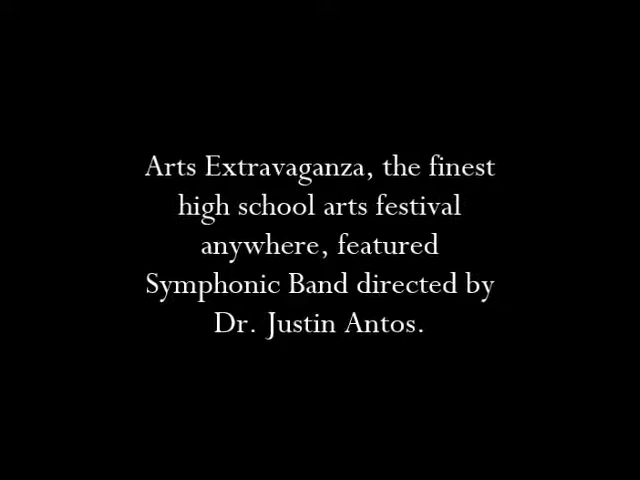 Arts Extravaganza, the finest
high school arts festival
anywhere, featured
Symphonic Band directed by
Dr. Justin Antos.